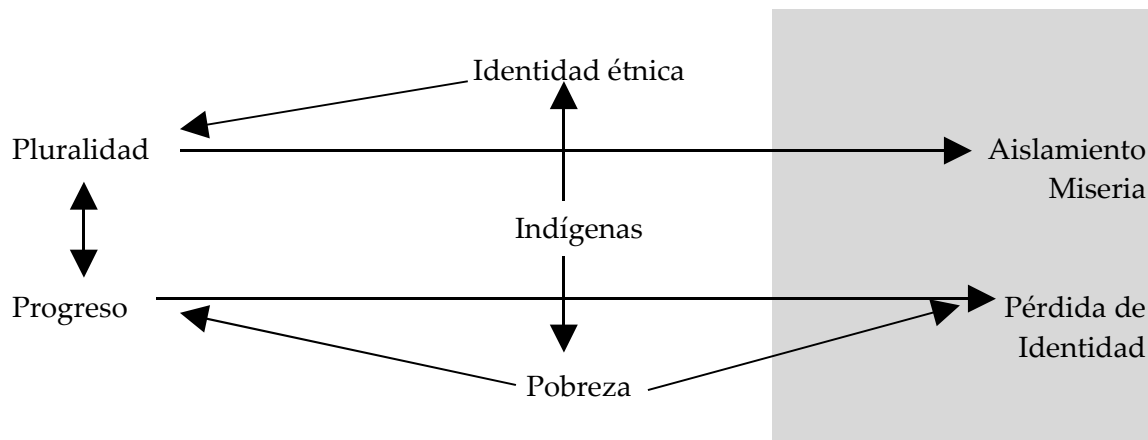 Identidad étnica
Pluralidad
Aislamiento
Miseria
Indígenas
Progreso
Pérdida de
Identidad
Pobreza